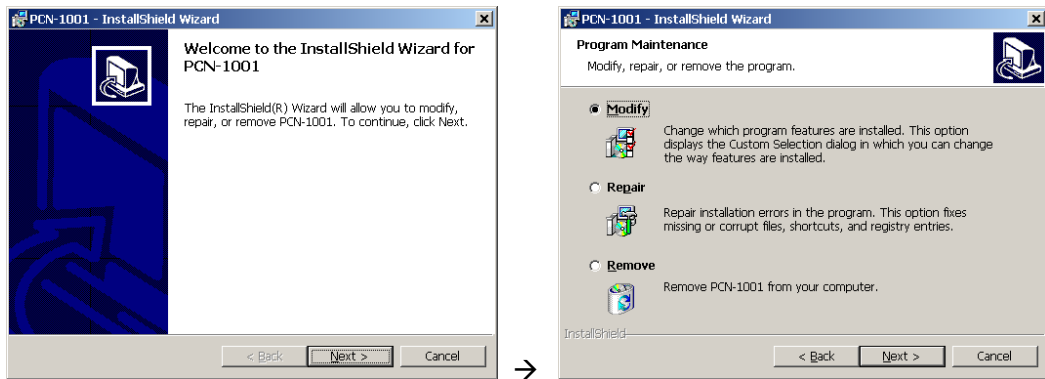 PCN-1001 - InstallShield Wizard
Welcome to the InstallShield Wizard for
PCN-1001
The InstallShield(R) Wizard will allow you to modify,
repair, or remove PCN-1001. To continue, click Next.
< Back
Next >
Cancel
→
PCN-1001 - InstallShield Wizard
Program Maintenance
Modify, repair, or remove the program.
Modify
Change which program features are installed. This option
displays the Custom Selection dialog in which you can change
the way features are installed.
Repair
Repair installation errors in the program. This option fixes
missing or corrupt files, shortcuts, and registry entries.
Remove
Remove PCN-1001 from your computer.
InstallShield
< Back
Next >
Cancel